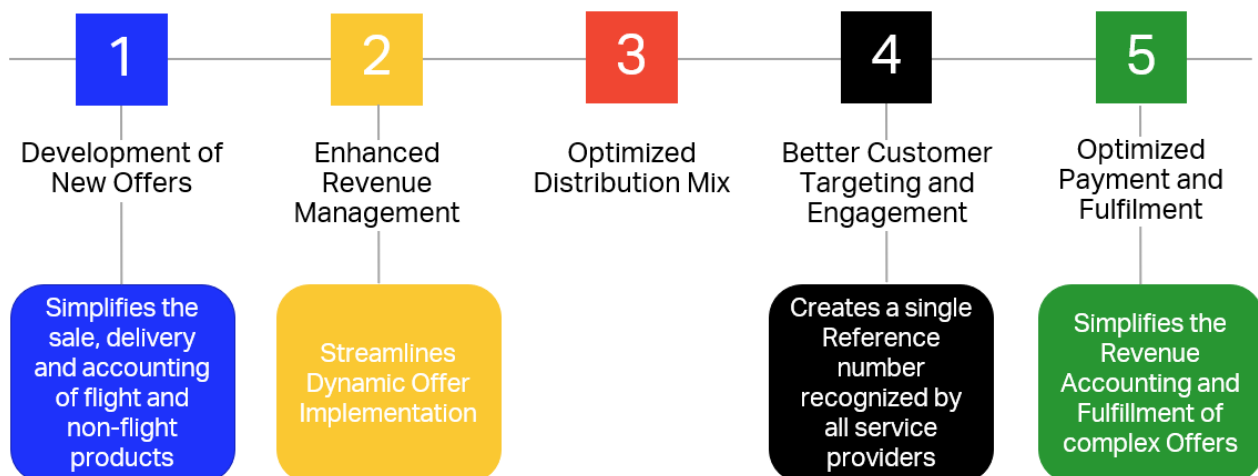 1
2
3
4
5
Development of
New Offers
Enhanced
Revenue
Management
Optimized
Distribution Mix
Better Customer
Targeting and
Engagement
Optimized
Payment and
Fulfilment
Simplifies the
sale, delivery
and accounting
of flight and
non-flight
products
Streamlines
Dynamic Offer
Implementation
Creates a single
Reference
number
recognized by
all service
providers
Simplifies the
Revenue
Accounting and
Fulfillment of
complex Offers